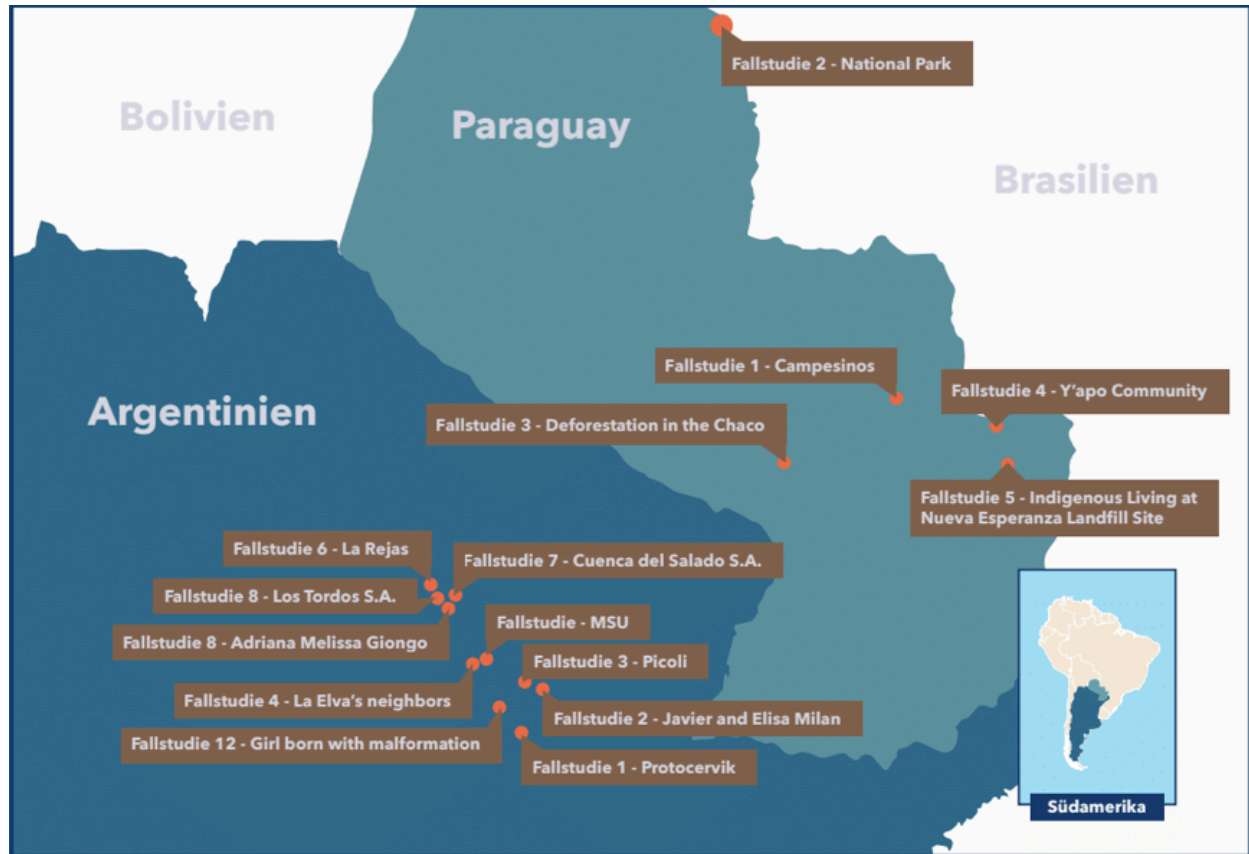 Fallstudie 2 - National Park
Bolivien
Paraguay
Brasilien
Fallstudie 1 - Campesinos
Fallstudie 4 - Y'apo Community
Argentinien
Fallstudie 3 - Deforestation in the Chaco
Fallstudie 5 - Indigenous Living at
Nueva Esperanza Landfill Site
Fallstudie 6 - La Rejas
Fallstudie 7 - Cuenca del Salado S.A.
Fallstudie 8 - Los Tordos S.A.
Fallstudie 8 - Adriana Melissa Giongo
Fallstudie - MSU
Fallstudie 3 - Picoli
Fallstudie 4 - La Elva's neighbors
Fallstudie 2 - Javier and Elisa Milan
Fallstudie 12 - Girl born with malformation
Fallstudie 1 - Protocervik
Südamerika